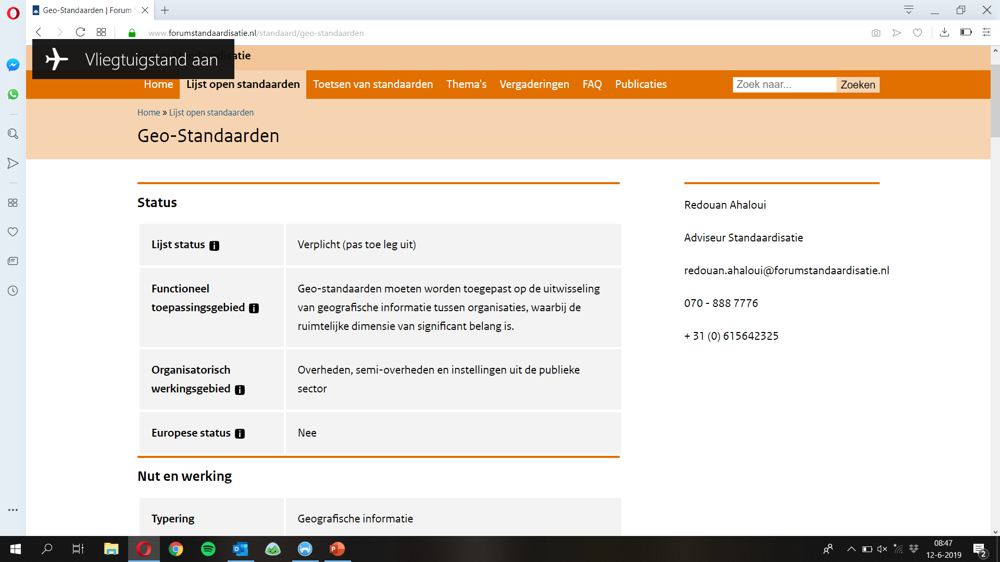 Geo-Standaarden | Forum S
www.forumstandaardisatie.nl/standaard/geo-standaarden
Vliegtuigstand aan
Forum Standaardisatie
Home
Lijst open standaarden
Toetsen van standaarden
Thema's
Vergaderingen
FAQ
Publicaties
Zoek naar...
Zoeken
Home » Lijst open standaarden
Geo-Standaarden
Status
Lijst status i
Verplicht (pas toe leg uit)
Functioneel
toepassingsgebied i
Geo-standaarden moeten worden toegepast op de uitwisseling
van geografische informatie tussen organisaties, waarbij de
ruimtelijke dimensie van significant belang is.
Organisatorisch
werkingsgebied i
Overheden, semi-overheden en instellingen uit de publieke
sector
Europese status i
Nee
Nut en werking
Typering
Geografische informatie
Redouan Ahaloui
Adviseur Standaardisatie
redouan.ahaloui@forumstandaardisatie.nl
070 - 888 7776
+ 31 (0) 615642325
08:47
12-6-2019
2